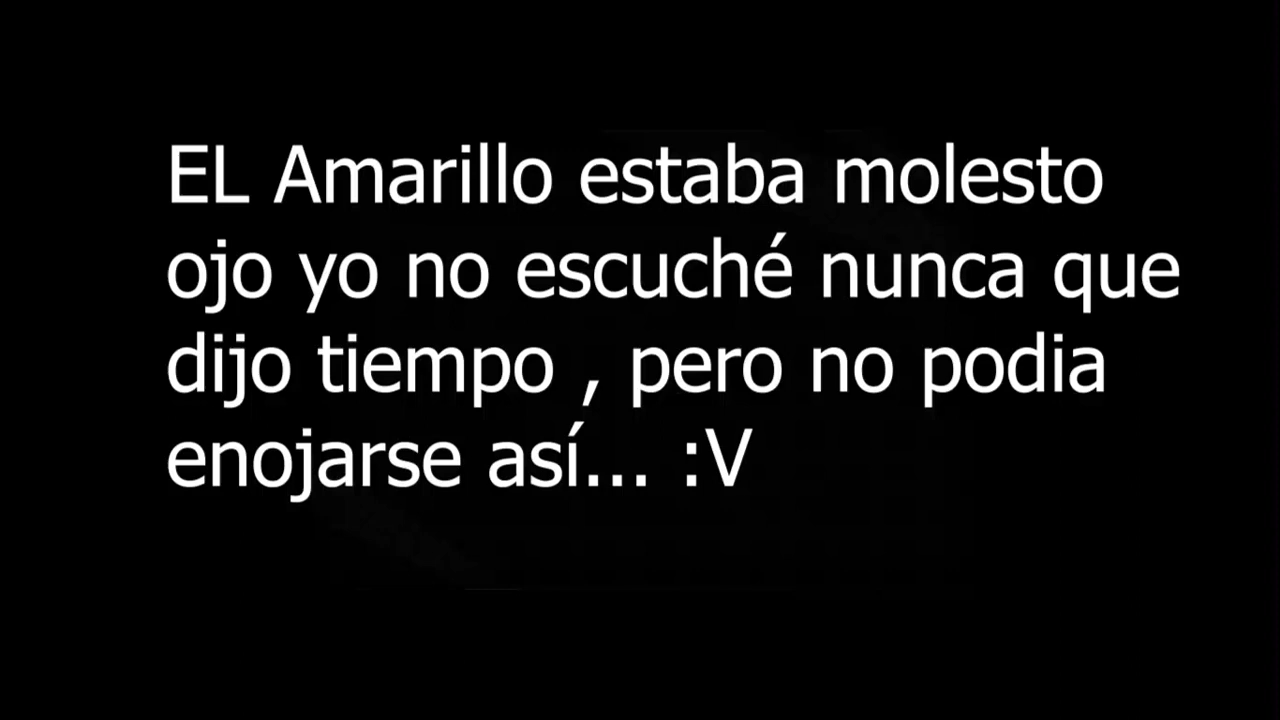 EL Amarillo estaba molesto
ojo yo no escuché nunca que
dijo tiempo , pero no podia
enojarse así... :V